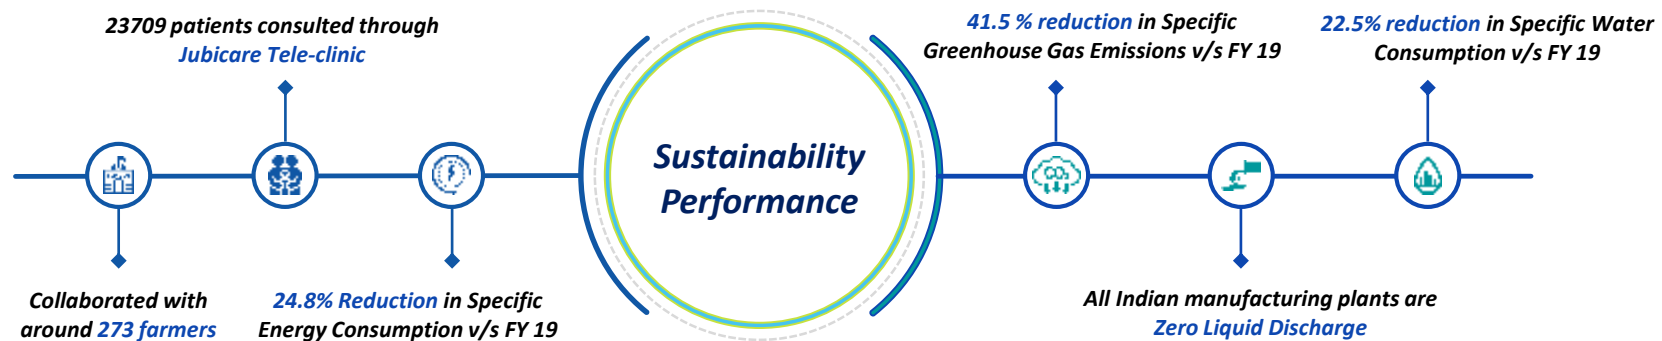 23709 patients consulted through
Jubicare Tele-clinic
Collaborated with
around 273 farmers
24.8% Reduction in Specific
Energy Consumption v/s FY 19
Sustainability
Performance
41.5 % reduction in Specific
Greenhouse Gas Emissions v/s FY 19
CO₂
All Indian manufacturing plants are
Zero Liquid Discharge
22.5% reduction in Specific Water
Consumption v/s FY 19